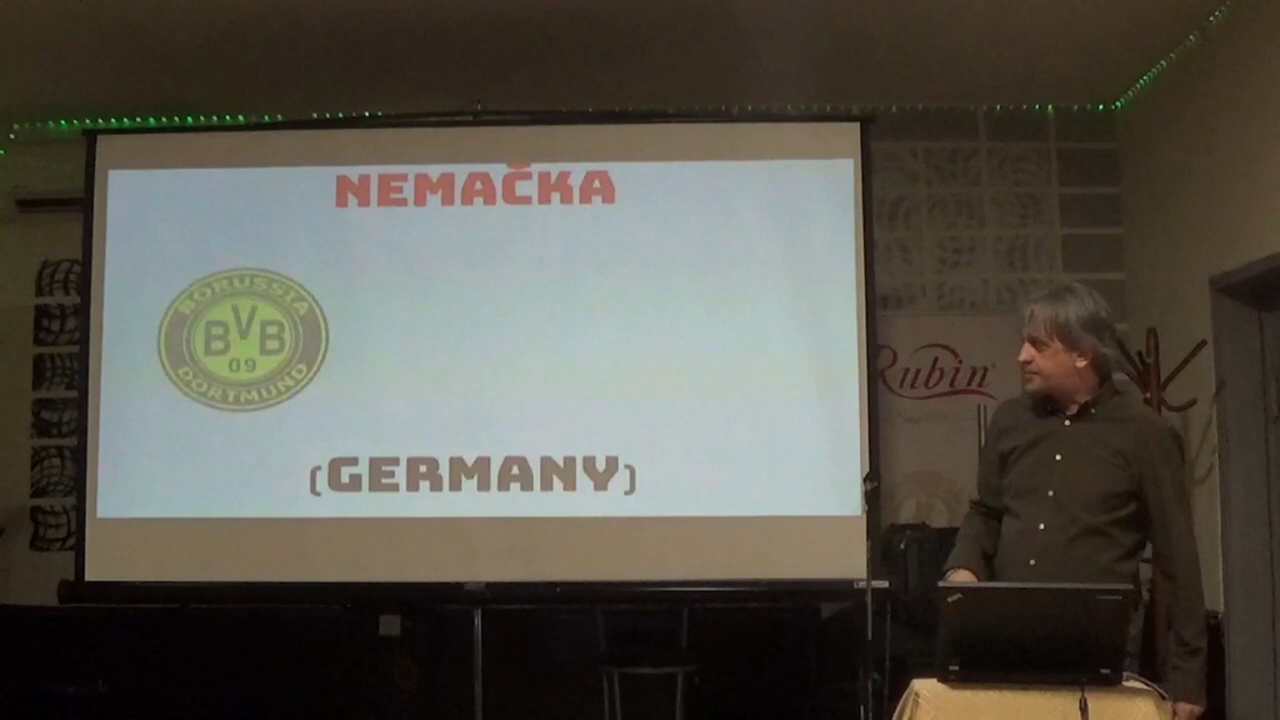 NEMAČKA
BORUSSIA
BVB
09
DORTMUND
(GERMANY)
Rubin®